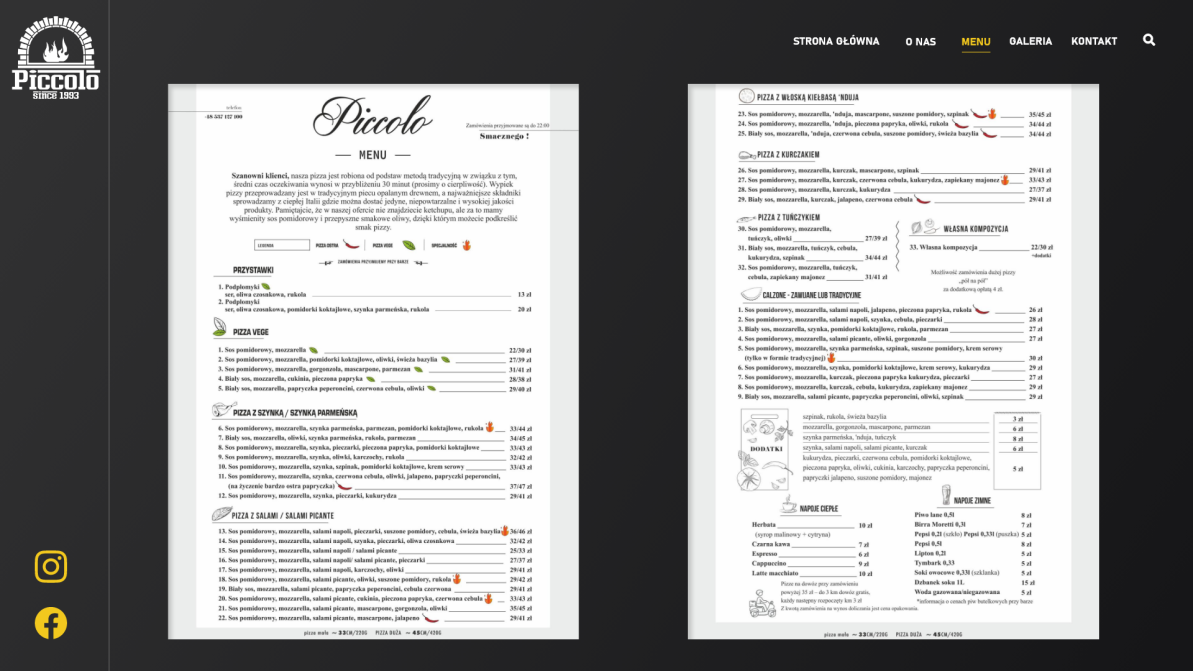 Piccolo
since 1993
STRONA GŁÓWNA
O NAS
MENU
GALERIA
KONTAKT
telefon
+48 537 127 100
Piccolo
Zamówienia przyjmowane są do 22:00
Smacznego !
MENU
Szanowni klienci, nasza pizza jest robiona od podstaw metodą tradycyjną w związku z tym,
średni czas oczekiwania wynosi w przybliżeniu 30 minut (prosimy o cierpliwość). Wypiek
pizzy przeprowadzany jest w tradycyjnym piecu opalanym drewnem, a najważniejsze składniki
sprowadzamy z ciepłej Italii gdzie można dostać jedyne, niepowtarzalne i wysokiej jakości
produkty. Pamiętajcie, że w naszej ofercie nie znajdziecie ketchupu, ale za to mamy
wyśmienity sos pomidorowy i przepyszne smakowe oliwy, dzięki którym możecie podkreślić
smak pizzy.
LEGENDA
PIZZA OSTRA
PIZZA VEGE
SPECJALNOŚĆ
ZAMÓWIENIA PRZYJMUJEMY PRZY BARZE
PRZYSTAWKI
1. Podpłomyki
ser, oliwa czosnkowa, rukola 13 zł
2. Podpłomyki
ser, oliwa czosnkowa, pomidorki koktajlowe, szynka parmeńska, rukola 20 zł
PIZZA VEGE
1. Sos pomidorowy, mozzarella 22/30 zł
2. Sos pomidorowy, mozzarella, pomidorki koktajlowe, oliwki, świeża bazylia 27/39 zł
3. Sos pomidorowy, mozzarella, gorgonzola, mascarpone, parmezan 31/41 zł
4. Biały sos, mozzarella, cukinia, pieczona papryka 28/38 zł
5. Biały sos, mozzarella, papryczka peperoncini, czerwona cebula, oliwki 29/40 zł
PIZZA Z SZYNKĄ / SZYNKĄ PARMEŃSKĄ
6. Sos pomidorowy, mozzarella, szynka parmeńska, parmezan, pomidorki koktajlowe, rukola 33/44 zł
7. Biały sos, mozzarella, oliwki, szynka parmeńska, rukola, parmezan 34/45 zł
8. Sos pomidorowy, mozzarella, szynka, pieczarki, pieczona papryka, pomidorki koktajlowe 33/43 zł
9. Sos pomidorowy, mozzarella, szynka, oliwki, karczochy, rukola 32/42 zł
10. Sos pomidorowy, mozzarella, szynka, szpinak, pomidorki koktajlowe, krem serowy 33/43 zł
11. Sos pomidorowy, mozzarella, szynka, czerwona cebula, oliwki, jalapeno, papryczki peperoncini,
(na życzenie bardzo ostra papryczka) 37/47 zł
12. Sos pomidorowy, mozzarella, szynka, pieczarki, kukurydza 29/41 zł
PIZZA Z SALAMI / SALAMI PICANTE
13. Sos pomidorowy, mozzarella, salami napoli, pieczarki, suszone pomidory, cebula, świeża bazylia 36/46 zł
14. Sos pomidorowy, mozzarella, salami napoli, szynka, pieczarki, oliwa czosnkowa 32/42 zł
15. Sos pomidorowy, mozzarella, salami napoli / salami picante 25/33 zł
16. Sos pomidorowy, mozzarella, salami napoli/ salami picante, pieczarki 27/37 zł
17. Sos pomidorowy, mozzarella, salami napoli, karczochy, oliwki 29/41 zł
18. Sos pomidorowy, mozzarella, salami picante, oliwki, suszone pomidory, rukola 29/42 zł
19. Biały sos, mozzarella, salami picante, papryczka peperoncini, cebula czerwona 29/41 zł
20. Sos pomidorowy, mozzarella, salami picante, cukinia, pieczona papryka, czerwona cebula 33/43 zł
21. Sos pomidorowy, mozzarella, salami picante, mascarpone, gorgonzola, oliwki 35/45 zł
22. Sos pomidorowy, mozzarella, salami picante, mascarpone, jalapeno 29/41 zł
pizza mała ~ 33CM/220G PIZZA DUŻA ~ 45CM/420G
PIZZA Z WŁOSKĄ KIEŁBASĄ 'NDUJA
23. Sos pomidorowy, mozzarella, 'nduja, mascarpone, suszone pomidory, szpinak 35/45 zł
24. Sos pomidorowy, mozzarella, 'nduja, pieczona papryka, oliwki, rukola 34/44 zł
25. Biały sos, mozzarella, 'nduja, czerwona cebula, suszone pomidory, świeża bazylia 34/44 zł
PIZZA Z KURCZAKIEM
26. Sos pomidorowy, mozzarella, kurczak, mascarpone, szpinak 29/41 zł
27. Sos pomidorowy, mozzarella, kurczak, czerwona cebula, kukurydza, zapiekany majonez 33/43 zł
28. Sos pomidorowy, mozzarella, kurczak, kukurydza 27/37 zł
29. Biały sos, mozzarella, kurczak, jalapeno, czerwona cebula 29/41 zł
PIZZA Z TUŃCZYKIEM
30. Sos pomidorowy, mozzarella,
tuńczyk, oliwki 27/39 zł
31. Biały sos, mozzarella, tuńczyk, cebula,
kukurydza, szpinak 34/44 zł
32. Sos pomidorowy, mozzarella, tuńczyk,
cebula, zapiekany majonez 31/41 zł
WŁASNA KOMPOZYCJA
33. Własna kompozycja 22/30 zł
+dodatki
Możliwość zamówienia dużej pizzy
„pół na pół”
za dodatkową opłatą 4 zł.
CALZONE - ZAWIJANE LUB TRADYCYJNE
1. Sos pomidorowy, mozzarella, salami napoli, jalapeno, pieczona papryka, rukola 26 zł
2. Sos pomidorowy, mozzarella, salami napoli, szynka, cebula, pieczarki 28 zł
3. Biały sos, mozzarella, szynka, pomidorki koktajlowe, rukola, parmezan 27 zł
4. Sos pomidorowy, mozzarella, salami picante, oliwki, gorgonzola 27 zł
5. Sos pomidorowy, mozzarella, szynka parmeńska, szpinak, suszone pomidory, krem serowy
(tylko w formie tradycyjnej) 30 zł
6. Sos pomidorowy, mozzarella, szynka, pomidorki koktajlowe, krem serowy, kukurydza 29 zł
7. Sos pomidorowy, mozzarella, kurczak, pieczona papryka kukurydza, pieczarki 27 zł
8. Sos pomidorowy, mozzarella, kurczak, cebula, kukurydza, zapiekany majonez 29 zł
9. Biały sos, mozzarella, salami picante, papryczka peperoncini, oliwki, szpinak 29 zł
DODATKI
szpinak, rukola, świeża bazylia 3 zł
mozzarella, gorgonzola, mascarpone, parmezan 6 zł
szynka parmeńska, 'nduja, tuńczyk 8 zł
szynka, salami napoli, salami picante, kurczak 6 zł
kukurydza, pieczarki, czerwona cebula, pomidorki koktajlowe,
pieczona papryka, oliwki, cukinia, karczochy, papryczka peperoncini, 5 zł
papryczki jalapeno, suszone pomidory, majonez
NAPOJE CIEPŁE
Herbata 10 zł
(syrop malinowy + cytryna)
Czarna kawa 7 zł
Espresso 6 zł
Cappuccino 9 zł
Latte macchiato 10 zł
NAPOJE ZIMNE
Piwo lane 0,5l 8 zł
Birra Moretti 0,3l 7 zł
Pepsi 0,2l (szkło) Pepsi 0,33l (puszka) 5 zł
Pepsi 0,5l 8 zł
Lipton 0,2l 5 zł
Tymbark 0,33 5 zł
Soki owocowe 0,33l (szklanka) 5 zł
Dzbanek soku 1L 15 zł
Woda gazowana/niegazowana 5 zł
*informacja o cenach piw butelkowych przy barze
Pizze na dowóz przy zamówieniu
powyżej 35 zł – do 3 km dowóz gratis,
każdy następny rozpoczęty km 3 zł
Z kwotą zamówienia na wynos doliczania jest cena opakowania.
pizza mała ~ 33CM/220G PIZZA DUŻA ~ 45CM/420G